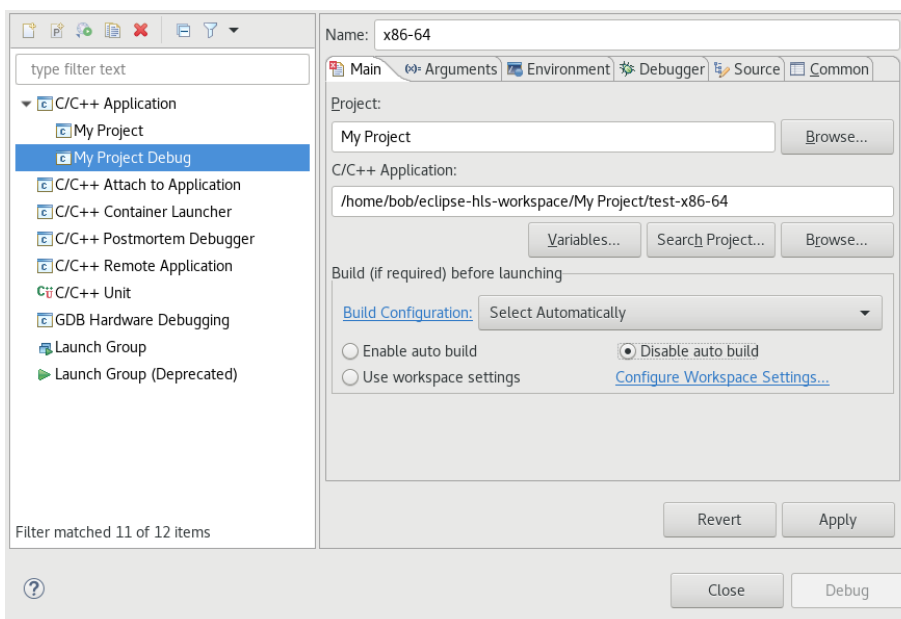 type filter text
C/C++ Application
My Project
My Project Debug
C/C++ Attach to Application
C/C++ Container Launcher
C/C++ Postmortem Debugger
C/C++ Remote Application
C/C++ Unit
GDB Hardware Debugging
Launch Group
Launch Group (Deprecated)
Filter matched 11 of 12 items
Name: x86-64
Main (x)= Arguments Environment Debugger Source Common
Project:
My Project Browse...
C/C++ Application:
/home/bob/eclipse-hls-workspace/My Project/test-x86-64
Variables... Search Project... Browse...
Build (if required) before launching
Build Configuration: Select Automatically
Enable auto build Disable auto build
Use workspace settings Configure Workspace Settings...
Revert Apply
Close Debug